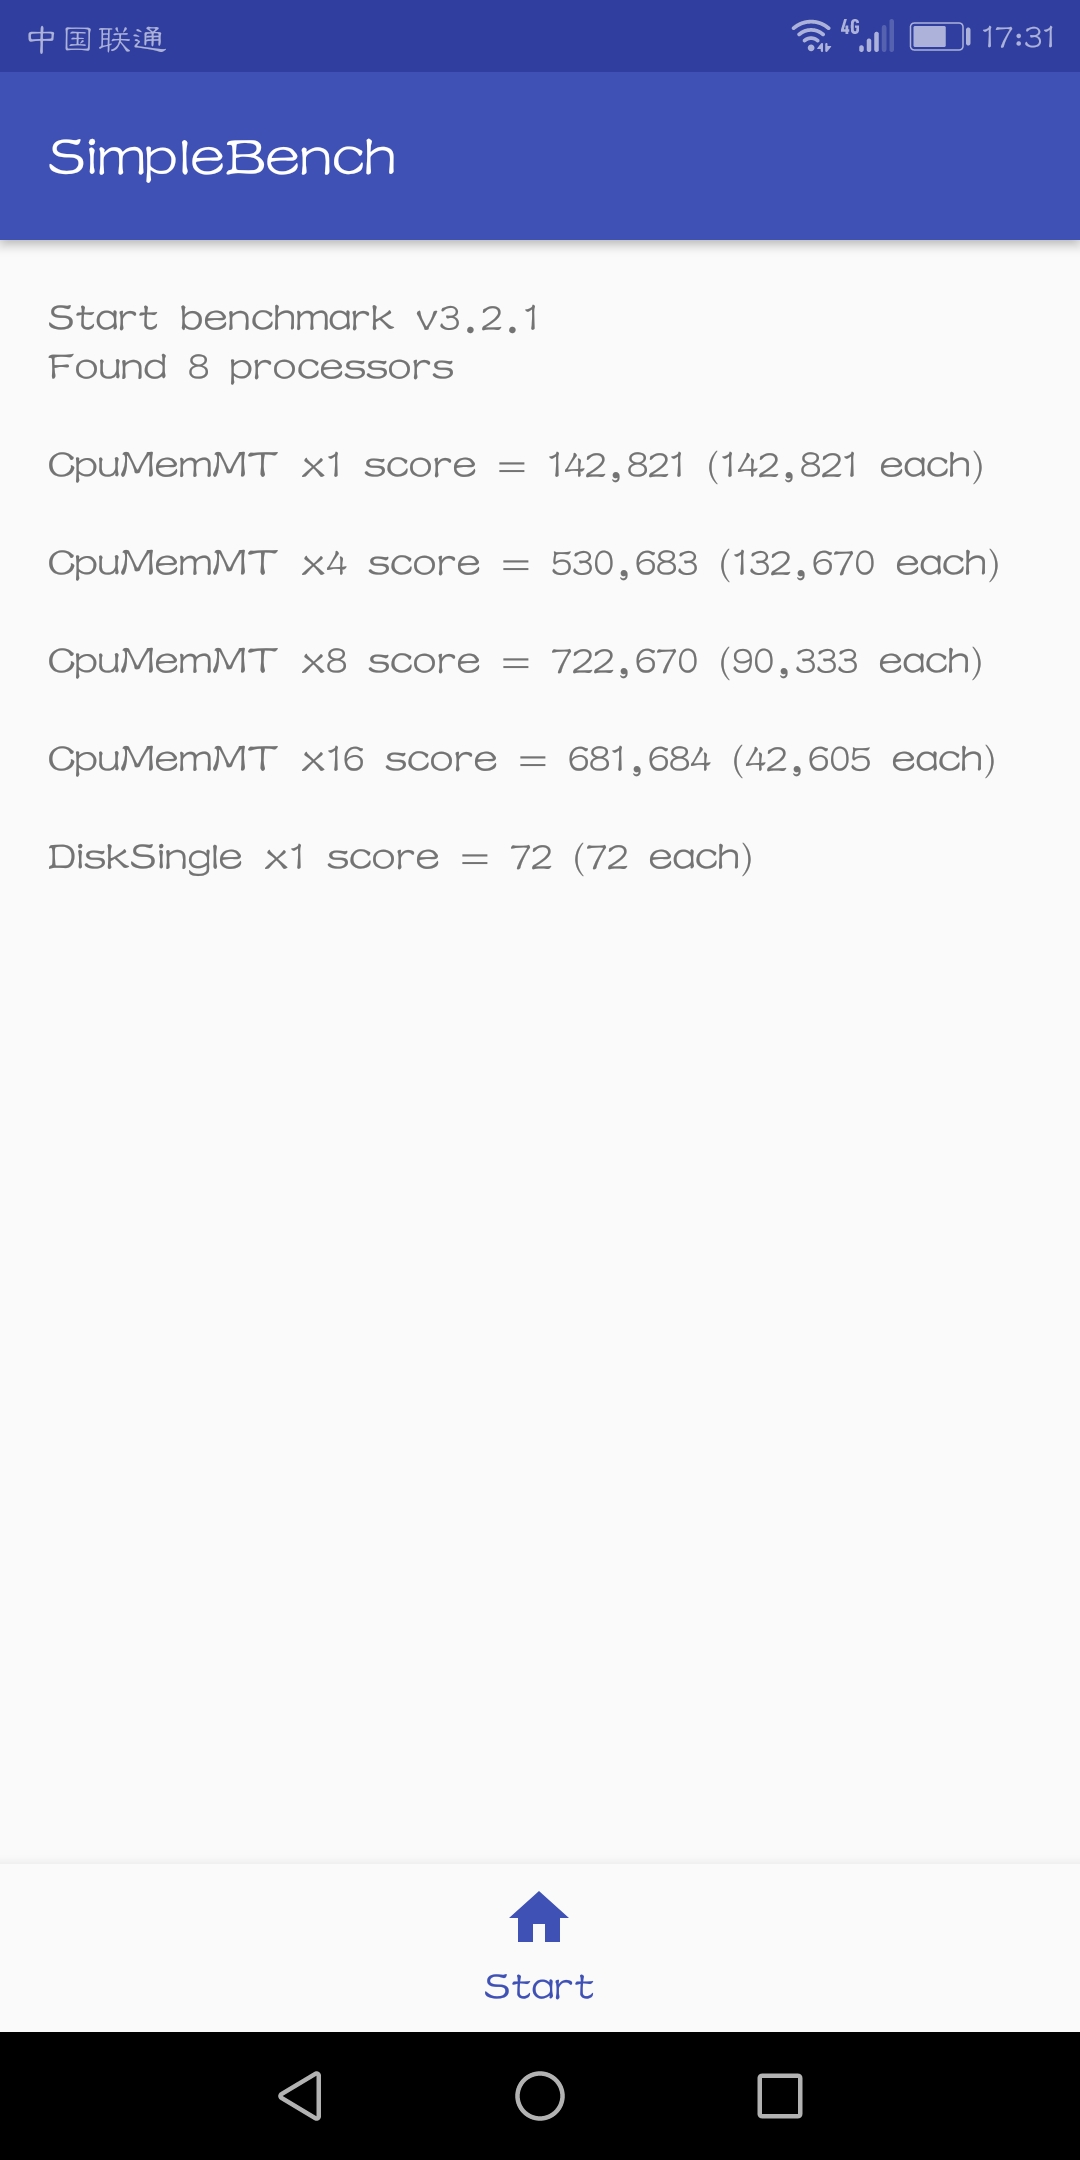 中国联通
4G
17:31
SimpleBench
Start benchmark v3.2.1
Found 8 processors
CpuMemMT x1 score = 142,821 (142,821 each)
CpuMemMT x4 score = 530,683 (132,670 each)
CpuMemMT x8 score = 722,670 (90,333 each)
CpuMemMT x16 score = 681,684 (42,605 each)
DiskSingle x1 score = 72 (72 each)
Start